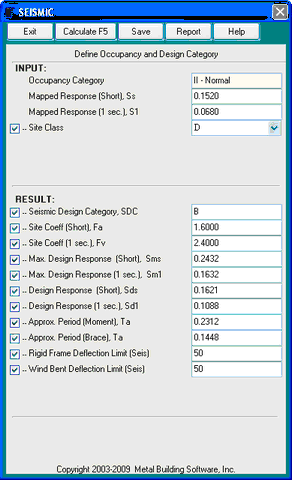 SEISMIC
Exit Calculate F5 Save Report Help
Define Occupancy and Design Category
INPUT:
Occupancy Category II - Normal
Mapped Response (Short), Ss 0.1520
Mapped Response (1 sec.), S1 0.0680
.. Site Class D
RESULT:
.. Seismic Design Category, SDC B
.. Site Coeff (Short), Fa 1.6000
.. Site Coeff (1 sec.), Fv 2.4000
.. Max. Design Response (Short), Sms 0.2432
.. Max. Design Response (1 sec.), Sm1 0.1632
.. Design Response (Short), Sds 0.1621
.. Design Response (1 sec.), Sd1 0.1088
.. Approx. Period (Moment), Ta 0.2312
.. Approx. Period (Brace), Ta 0.1448
.. Rigid Frame Deflection Limit (Seis) 50
.. Wind Bent Deflection Limit (Seis) 50
Copyright 2003-2009 Metal Building Software, Inc.